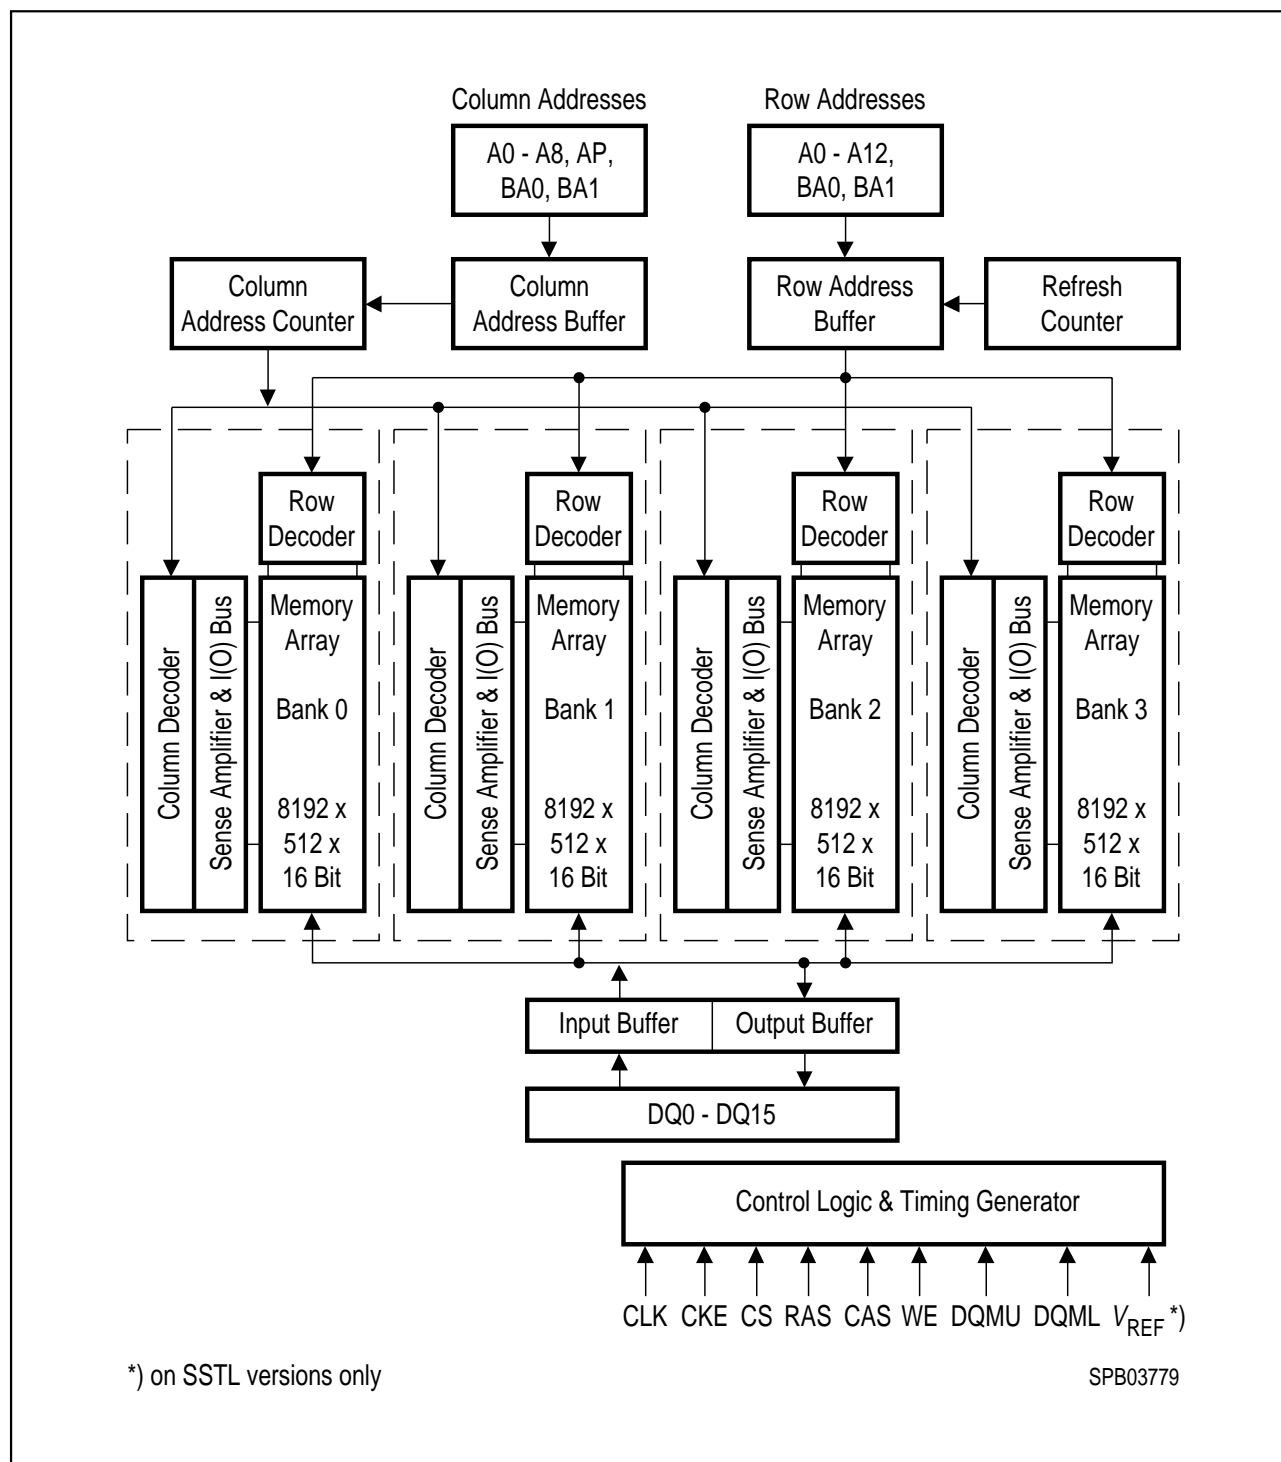 Column Addresses
Row Addresses
A0 - A8, AP,
BA0, BA1
A0 - A12,
BA0, BA1
Column
Address Counter
Column
Address Buffer
Row Address
Buffer
Refresh
Counter
Row
Decoder
Row
Decoder
Row
Decoder
Row
Decoder
Column Decoder
Sense Amplifier & I(O) Bus
Memory
Array
Bank 0
8192 x
512 x
16 Bit
Column Decoder
Sense Amplifier & I(O) Bus
Memory
Array
Bank 1
8192 x
512 x
16 Bit
Column Decoder
Sense Amplifier & I(O) Bus
Memory
Array
Bank 2
8192 x
512 x
16 Bit
Column Decoder
Sense Amplifier & I(O) Bus
Memory
Array
Bank 3
8192 x
512 x
16 Bit
Input Buffer
Output Buffer
DQ0 - DQ15
Control Logic & Timing Generator
CLK CKE CS RAS CAS WE DQMU DQML VREF *)
*) on SSTL versions only
SPB03779